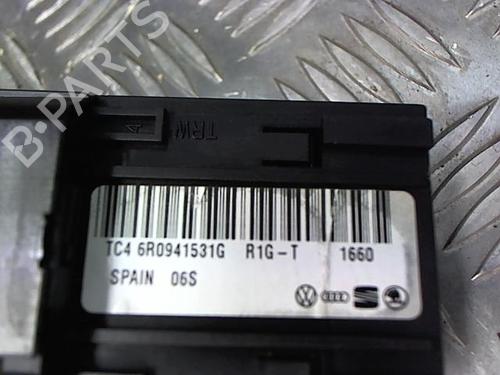 B-PARTS
TRW
TC4 6R0941531G R1G-T 1660
SPAIN 06S